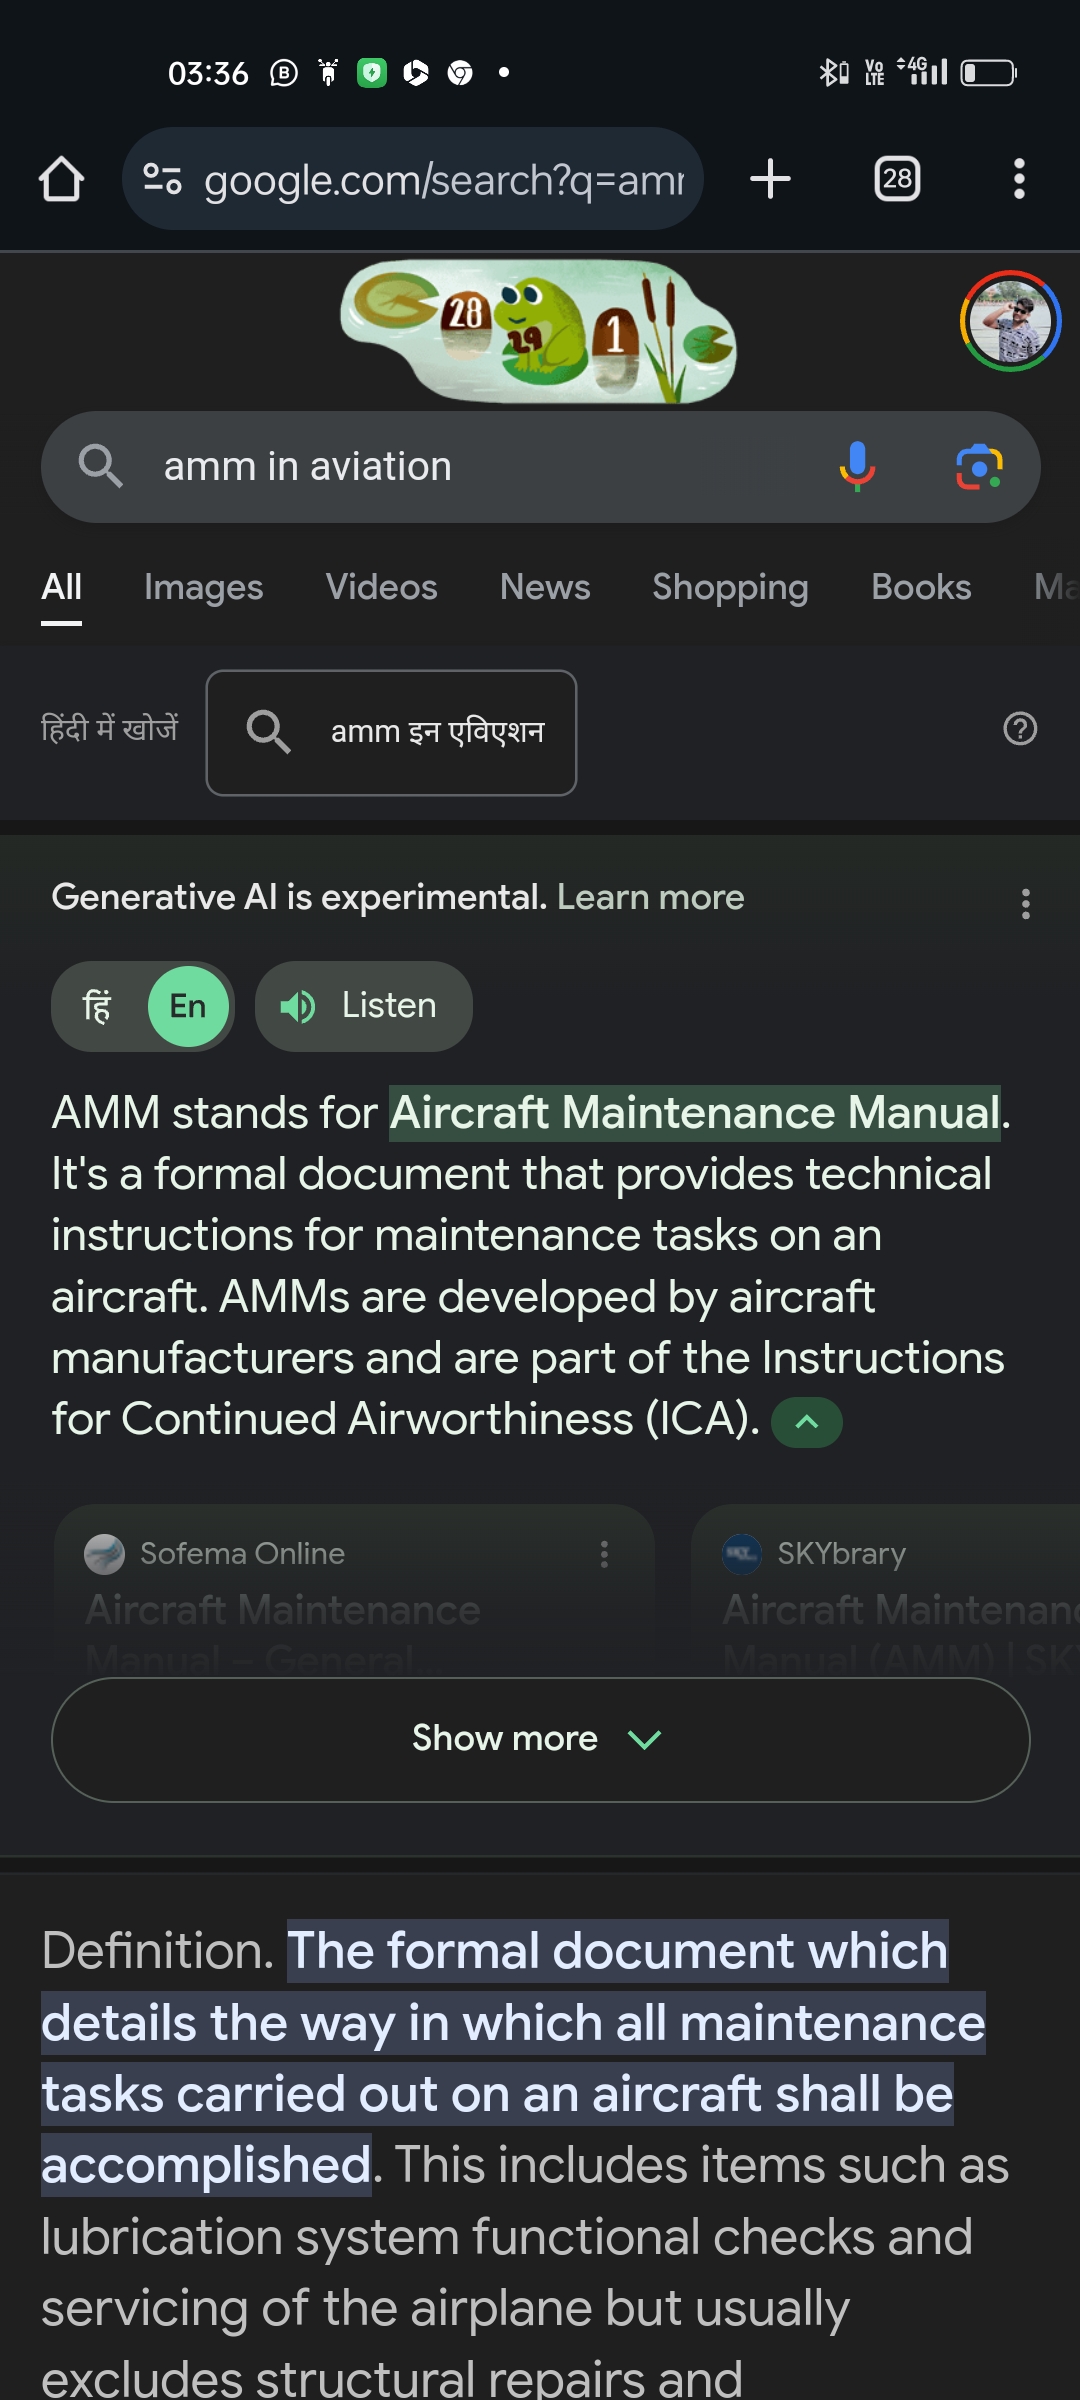 03:36
Vo
LTE
4G
google.com/search?q=am
28
28 29 1
amm in aviation
All Images Videos News Shopping Books Ma
हिंदी में खोजें
amm इन एविएशन
Generative AI is experimental. Learn more
हिं En Listen
AMM stands for Aircraft Maintenance Manual.
It's a formal document that provides technical
instructions for maintenance tasks on an
aircraft. AMMs are developed by aircraft
manufacturers and are part of the Instructions
for Continued Airworthiness (ICA).
Sofema Online
Aircraft Maintenance
Manual – General...
SKYbrary
Aircraft Maintenan
Manual (AMM) | SK
Show more
Definition. The formal document which
details the way in which all maintenance
tasks carried out on an aircraft shall be
accomplished. This includes items such as
lubrication system functional checks and
servicing of the airplane but usually
excludes structural repairs and